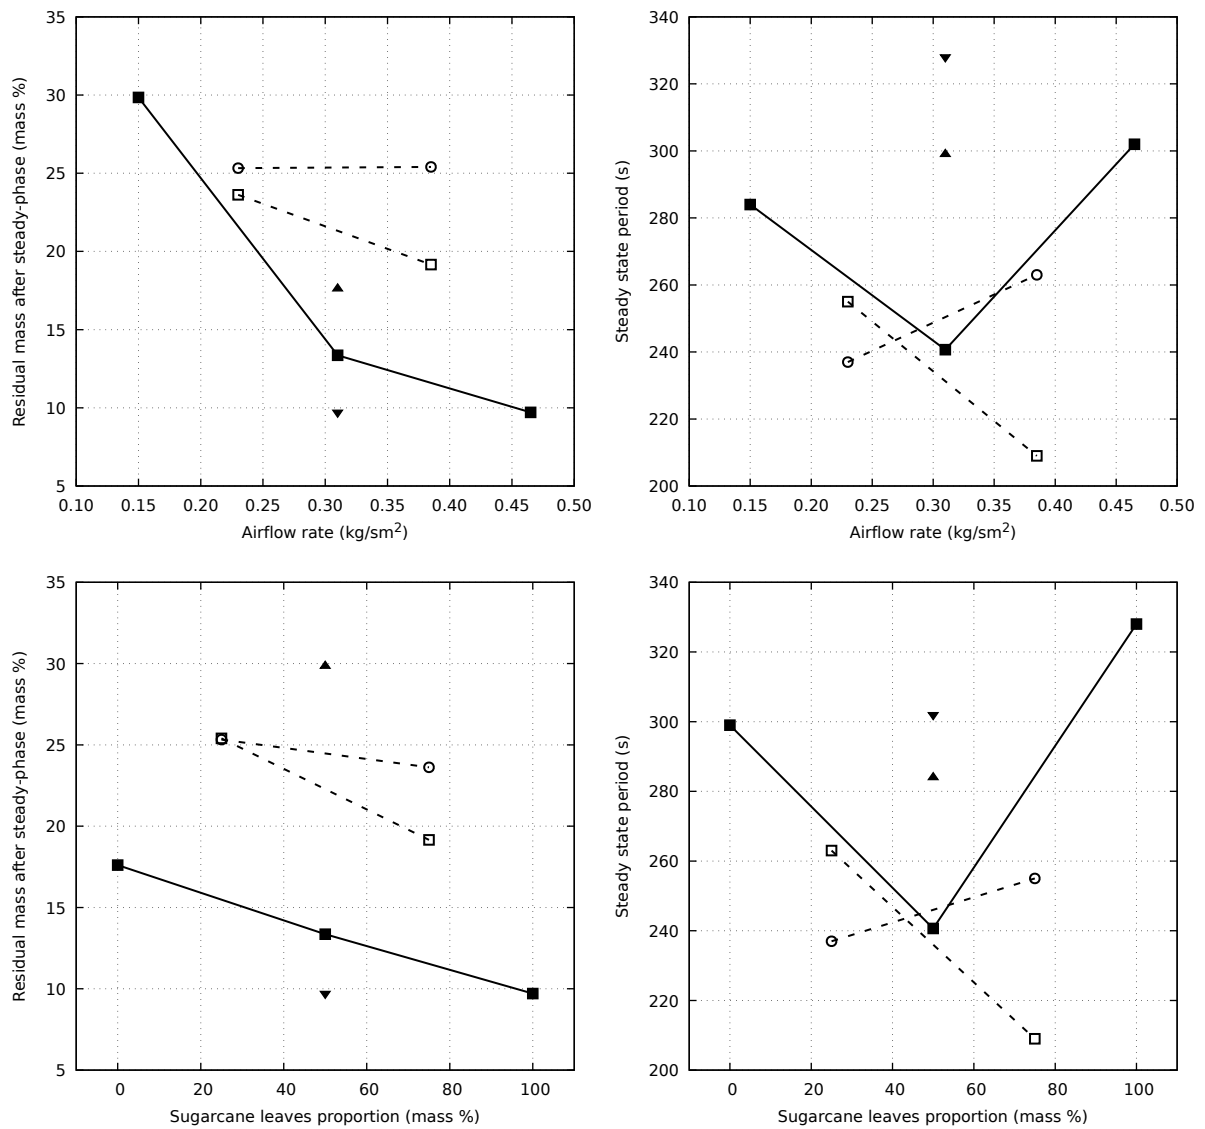 35
30
25
20
15
10
5
0.10 0.15 0.20 0.25 0.30 0.35 0.40 0.45 0.50
Residual mass after steady-phase (mass %)
Airflow rate (kg/sm²)
340
320
300
280
260
240
220
200
0.10 0.15 0.20 0.25 0.30 0.35 0.40 0.45 0.50
Steady state period (s)
Airflow rate (kg/sm²)
35
30
25
20
15
10
5
0 20 40 60 80 100
Residual mass after steady-phase (mass %)
Sugarcane leaves proportion (mass %)
340
320
300
280
260
240
220
200
0 20 40 60 80 100
Steady state period (s)
Sugarcane leaves proportion (mass %)